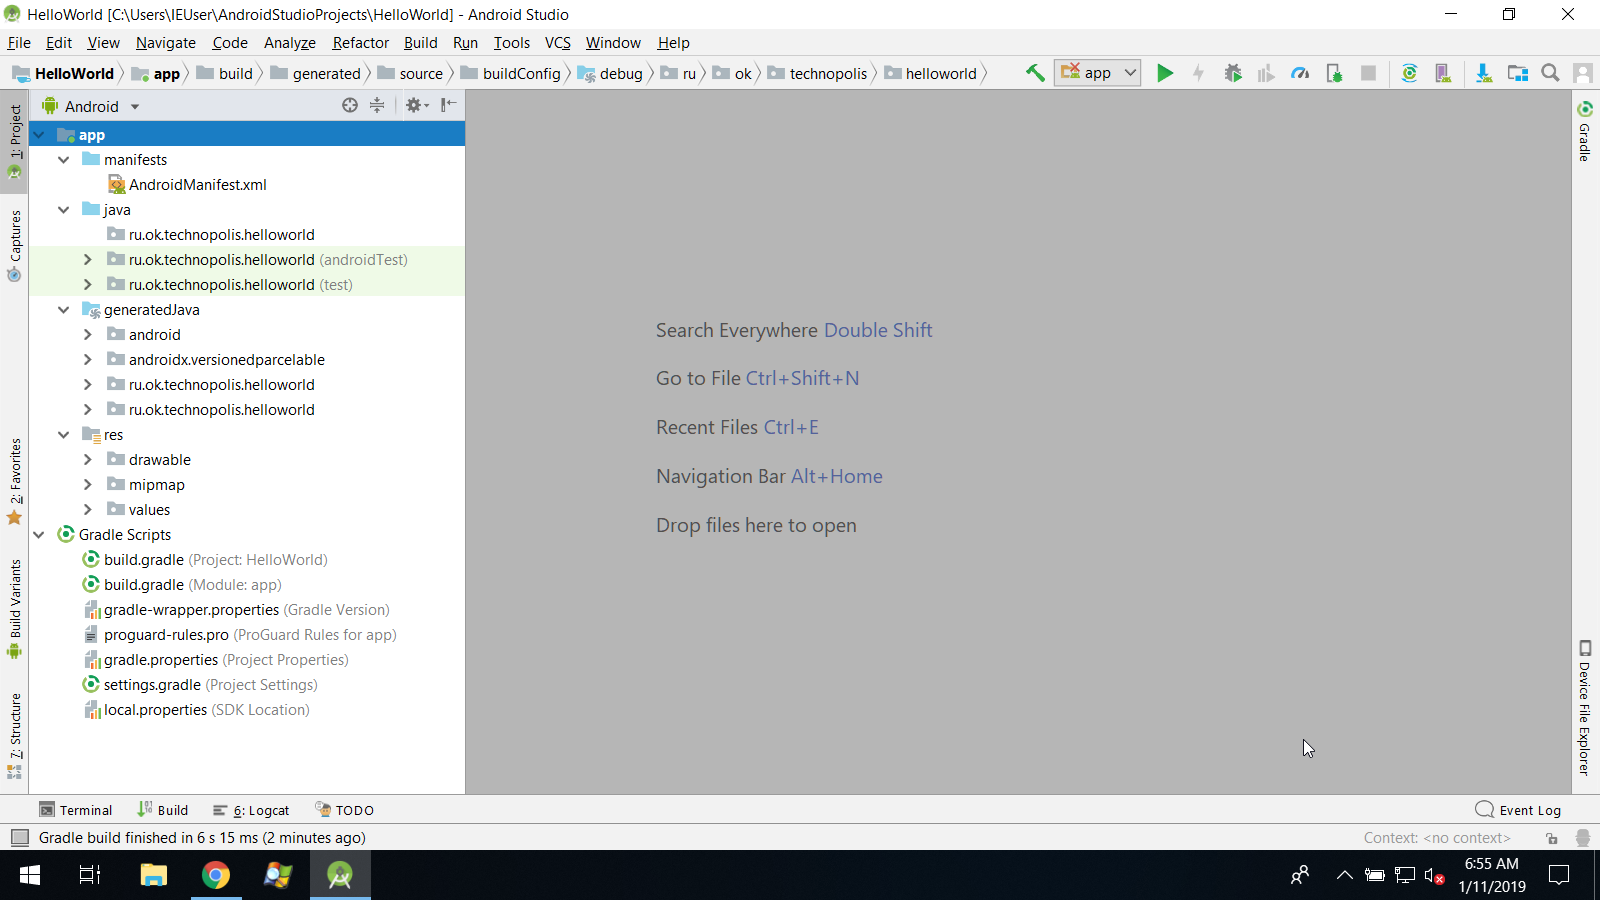 HelloWorld [C:\Users\IEUser\AndroidStudioProjects\HelloWorld] - Android Studio
File Edit View Navigate Code Analyze Refactor Build Run Tools VCS Window Help
HelloWorld app build generated source buildConfig debug ru ok technopolis helloworld app
1: Project
Captures
2: Favorites
Build Variants
7: Structure
Android
app
manifests
AndroidManifest.xml
java
ru.ok.technopolis.helloworld
ru.ok.technopolis.helloworld (androidTest)
ru.ok.technopolis.helloworld (test)
generatedJava
android
androidx.versionedparcelable
ru.ok.technopolis.helloworld
ru.ok.technopolis.helloworld
res
drawable
mipmap
values
Gradle Scripts
build.gradle (Project: HelloWorld)
build.gradle (Module: app)
gradle-wrapper.properties (Gradle Version)
proguard-rules.pro (ProGuard Rules for app)
gradle.properties (Project Properties)
settings.gradle (Project Settings)
local.properties (SDK Location)
Search Everywhere Double Shift
Go to File Ctrl+Shift+N
Recent Files Ctrl+E
Navigation Bar Alt+Home
Drop files here to open
Gradle
Device File Explorer
Terminal Build 6: Logcat TODO Event Log
Gradle build finished in 6 s 15 ms (2 minutes ago) Context: <no context>
6:55 AM
1/11/2019